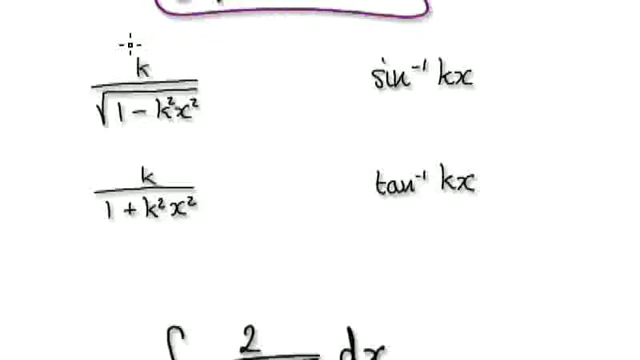 k/√(1 − k²x²) sin⁻¹ kx
k/(1 + k²x²) tan⁻¹ kx
∫ 2 dx